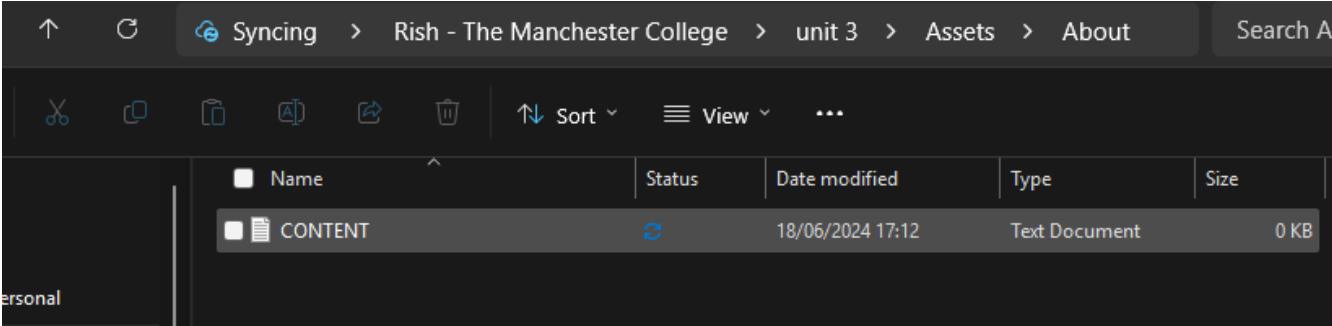 Syncing > Rish - The Manchester College > unit 3 > Assets > About
Search A
Sort
View
Name Status Date modified Type Size
CONTENT 18/06/2024 17:12 Text Document 0 KB
ersonal